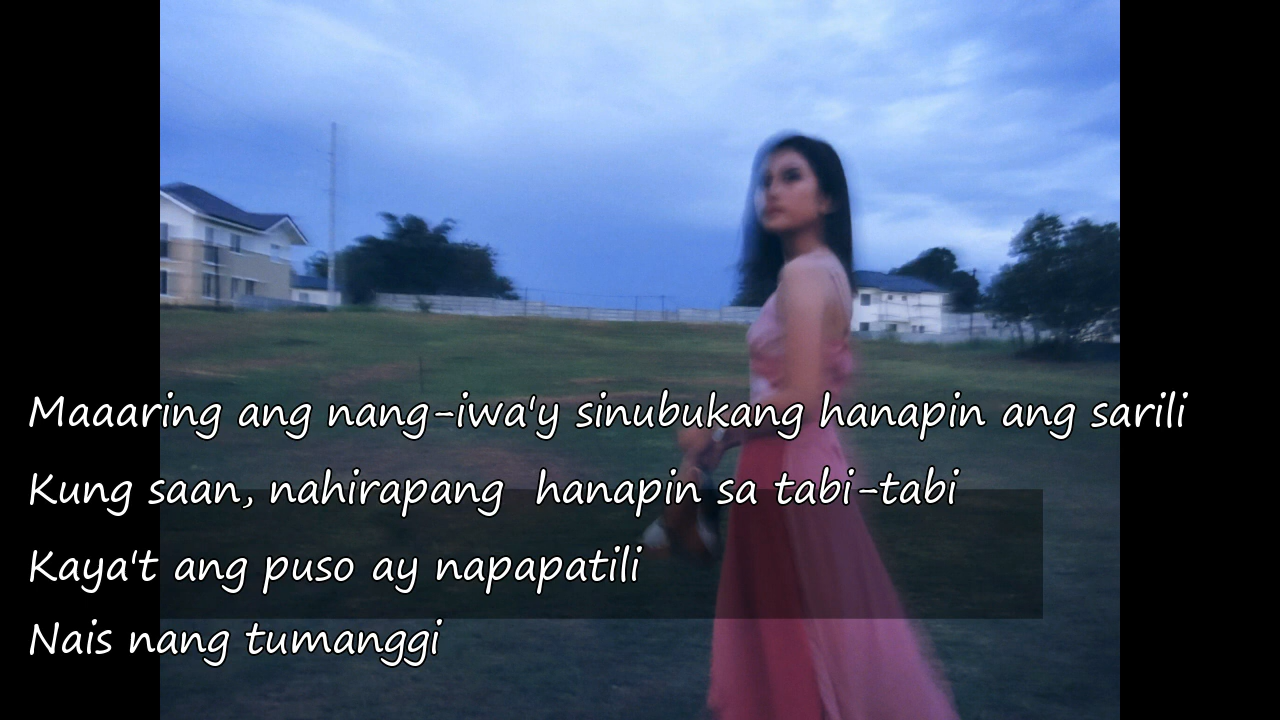 Maaaring ang nang-iwa'y sinubukang hanapin ang sarili
Kung saan, nahirapang hanapin sa tabi-tabi
Kaya't ang puso ay napapatili
Nais nang tumanggi